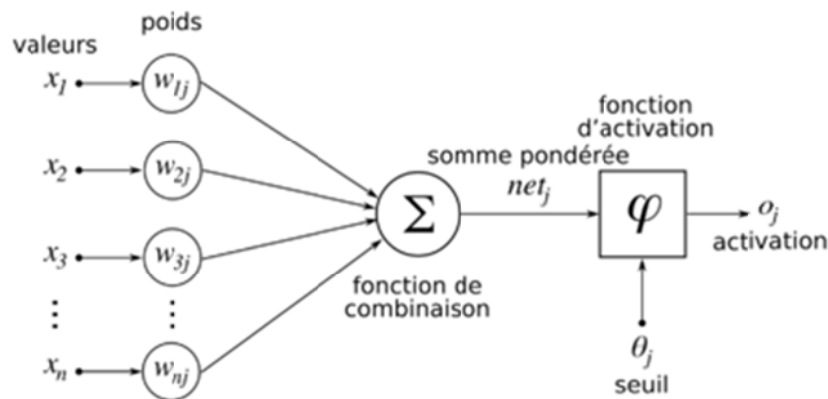 poids
valeurs
x1
w1j
x2
w2j
x3
w3j
⋮
⋮
xn
wnj
Σ
fonction de
combinaison
somme pondérée
netj
fonction
d'activation
φ
oj
activation
θj
seuil